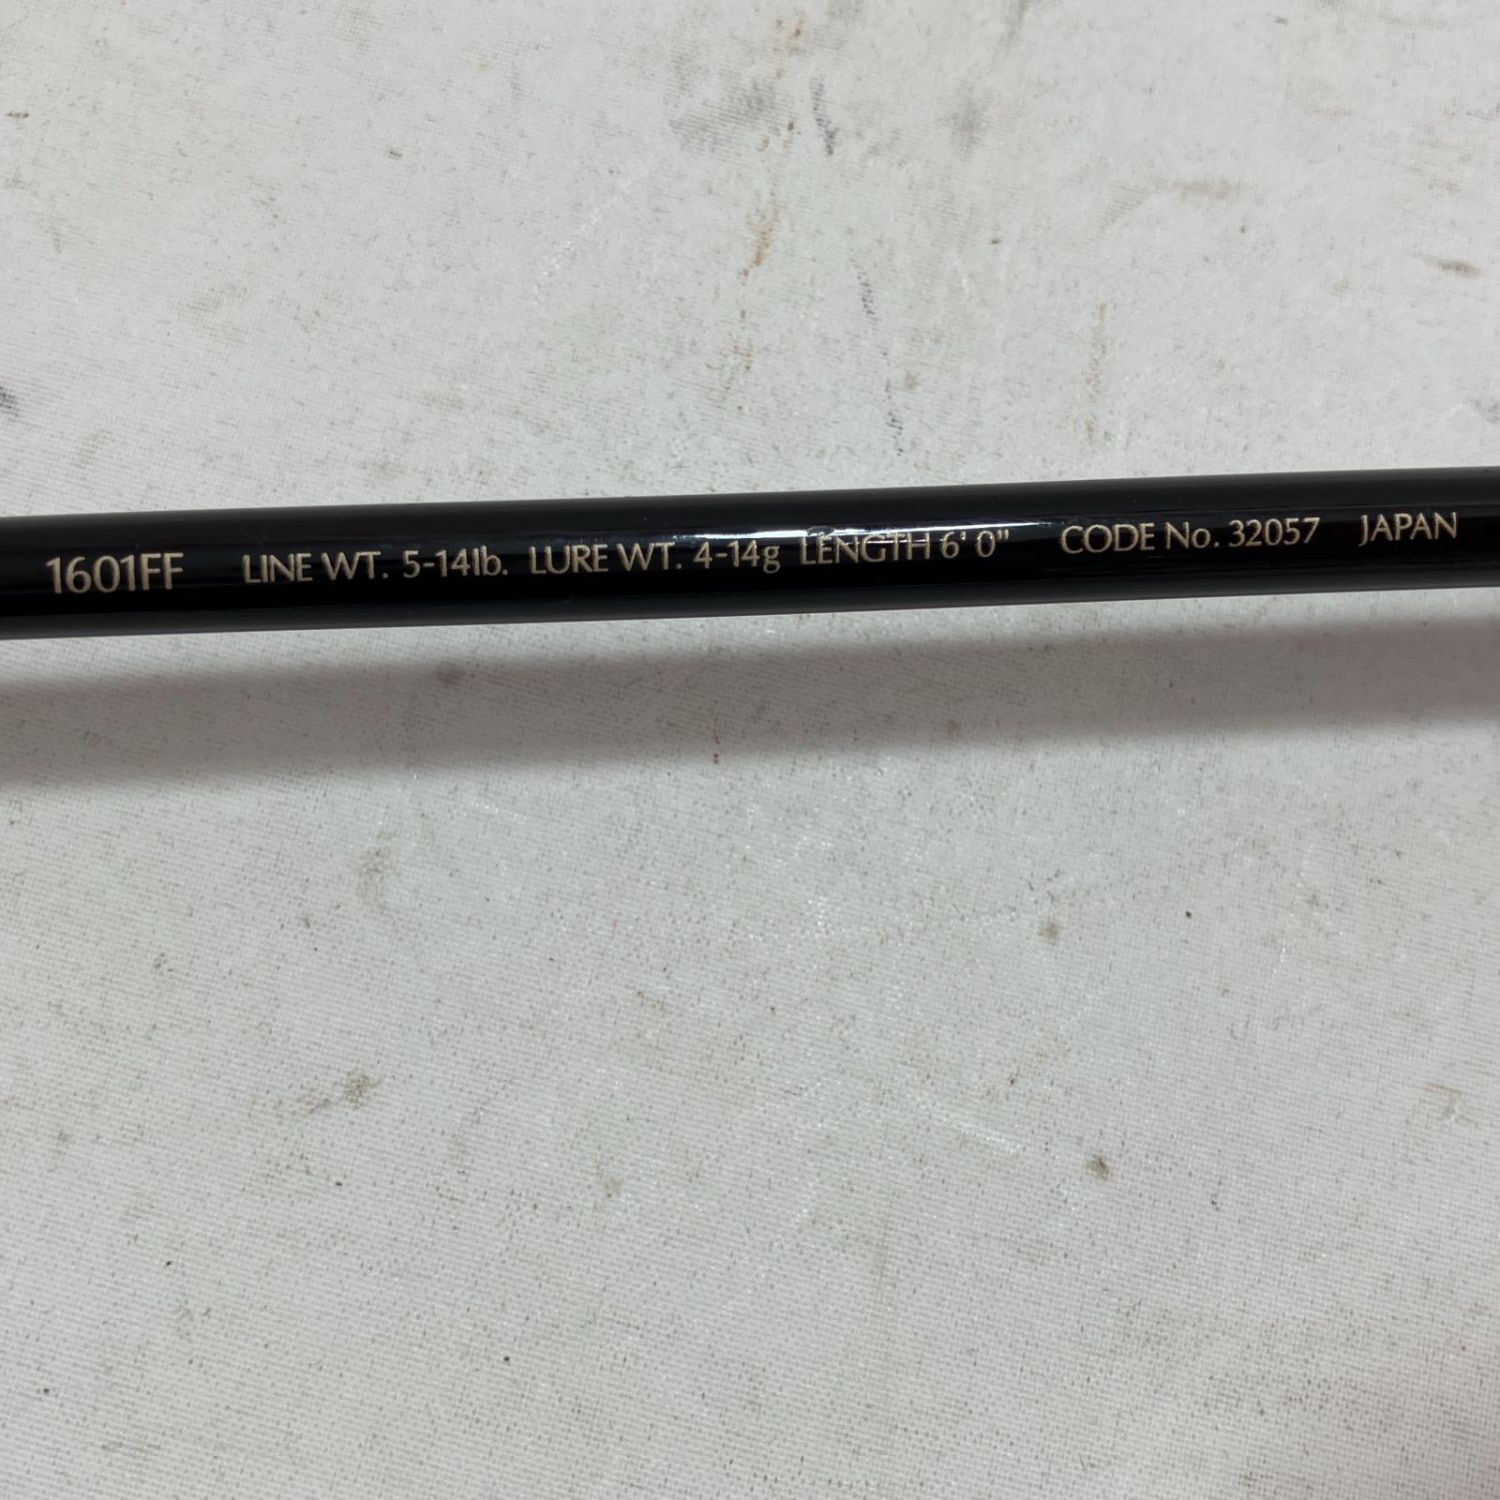 1601FF LINE WT. 5-14lb. LURE WT. 4-14g LENGTH 6' 0" CODE No. 32057 JAPAN